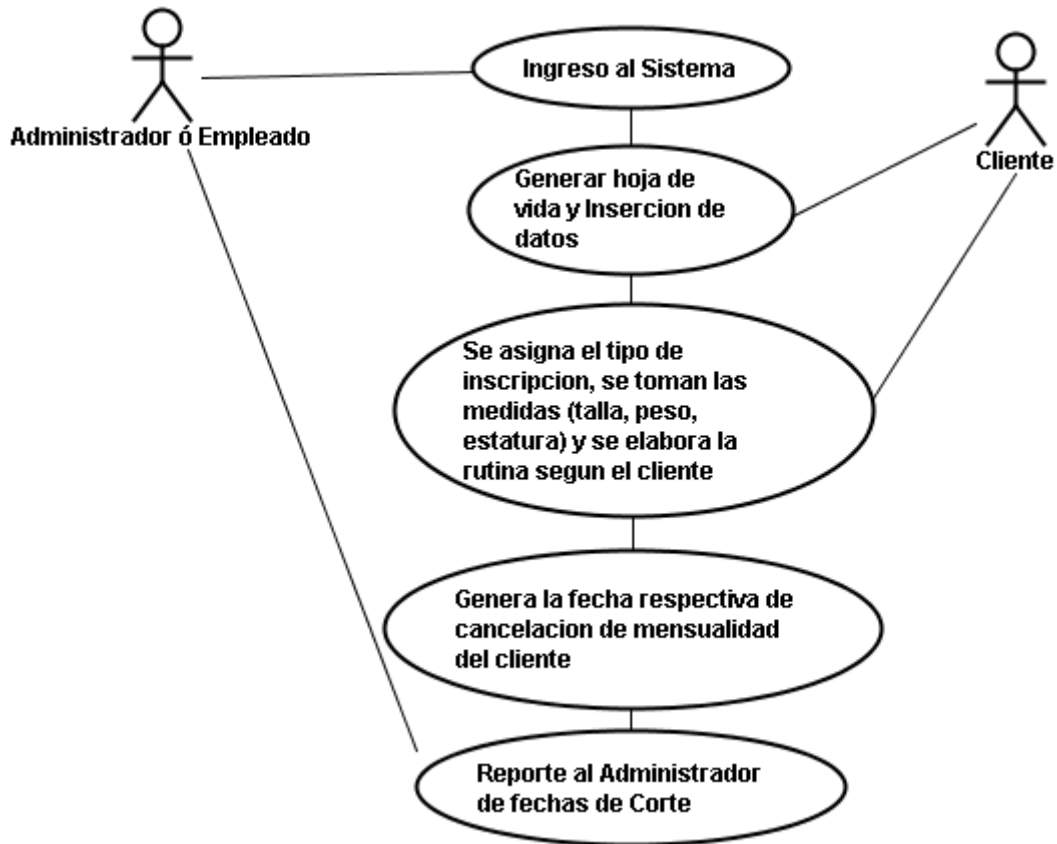 Ingreso al Sistema
Administrador ó Empleado
Cliente
Generar hoja de
vida y Insercion de
datos
Se asigna el tipo de
inscripcion, se toman las
medidas (talla, peso,
estatura) y se elabora la
rutina segun el cliente
Genera la fecha respectiva de
cancelacion de mensualidad
del cliente
Reporte al Administrador
de fechas de Corte